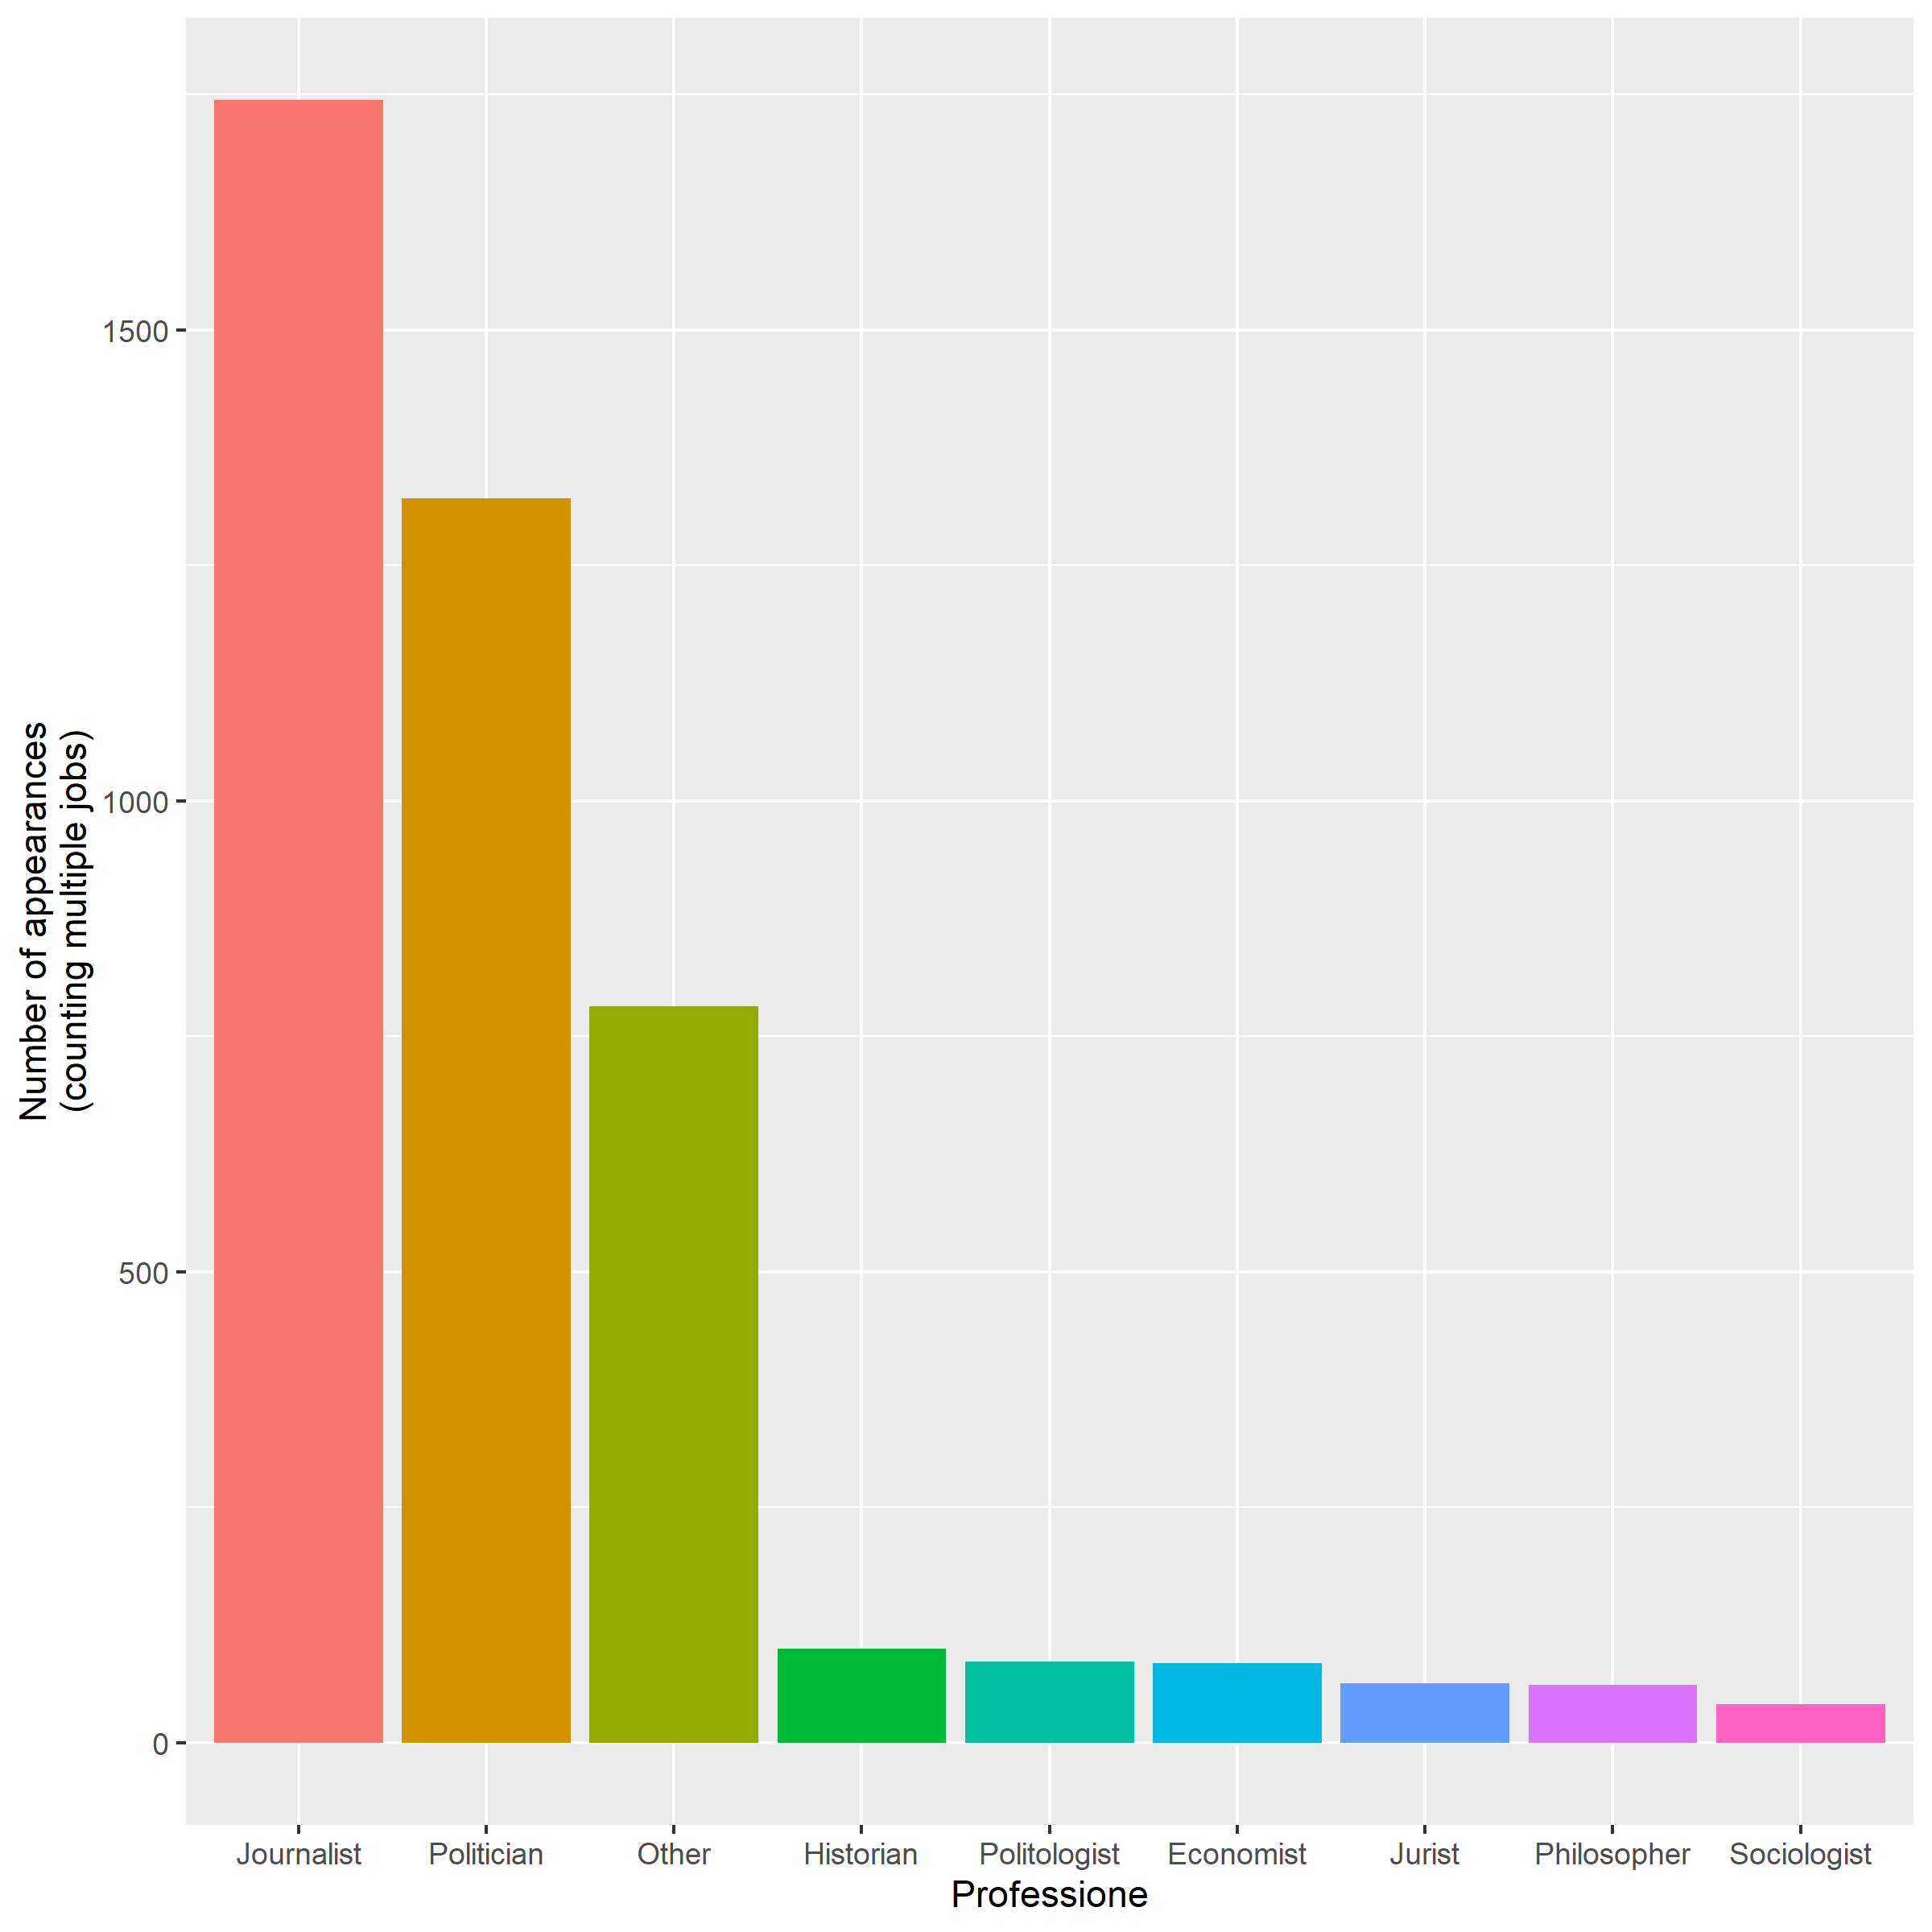 Number of appearances
(counting multiple jobs)
1500
1000
500
0
Journalist Politician Other Historian Politologist Economist Jurist Philosopher Sociologist
Professione